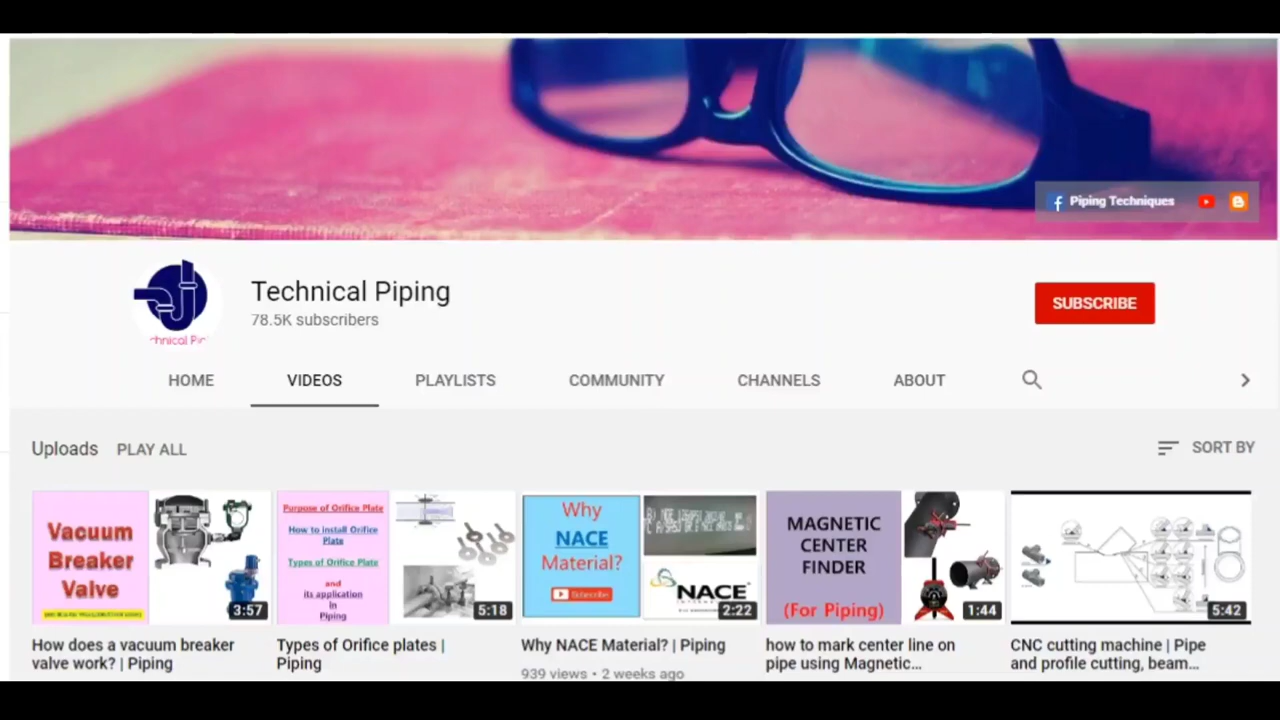 Piping Techniques
Technical Piping
78.5K subscribers
SUBSCRIBE
HOME
VIDEOS
PLAYLISTS
COMMUNITY
CHANNELS
ABOUT
Uploads
PLAY ALL
SORT BY
Vacuum
Breaker
Valve
3:57
Purpose of Orifice Plate
How to install Orifice
Plate
Types of Orifice Plate
and
its application
in
Piping
5:18
Why
NACE
Material?
Subscribe
NACE
2:22
MAGNETIC
CENTER
FINDER
(For Piping)
1:44
5:42
How does a vacuum breaker
valve work? | Piping
Types of Orifice plates |
Piping
Why NACE Material? | Piping
939 views • 2 weeks ago
how to mark center line on
pipe using Magnetic...
CNC cutting machine | Pipe
and profile cutting, beam...